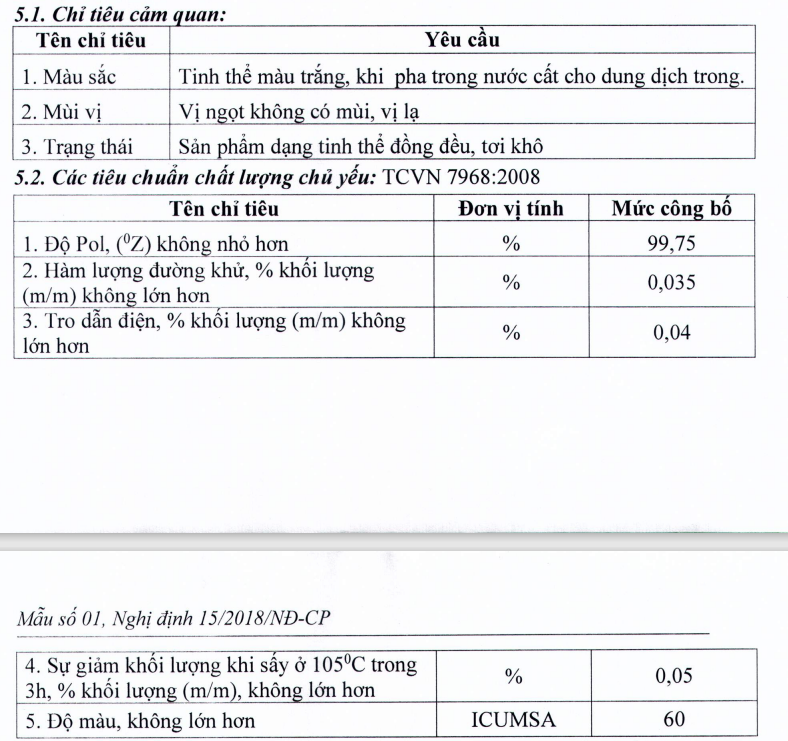 5.1. Chỉ tiêu cảm quan:
Tên chỉ tiêu Yêu cầu
1. Màu sắc Tinh thể màu trắng, khi pha trong nước cất cho dung dịch trong.
2. Mùi vị Vị ngọt không có mùi, vị lạ
3. Trạng thái Sản phẩm dạng tinh thể đồng đều, tơi khô
5.2. Các tiêu chuẩn chất lượng chủ yếu: TCVN 7968:2008
Tên chỉ tiêu Đơn vị tính Mức công bố
1. Độ Pol, (⁰Z) không nhỏ hơn % 99,75
2. Hàm lượng đường khử, % khối lượng
(m/m) không lớn hơn % 0,035
3. Tro dẫn điện, % khối lượng (m/m) không
lớn hơn % 0,04
Mẫu số 01, Nghị định 15/2018/NĐ-CP
4. Sự giảm khối lượng khi sấy ở 105⁰C trong
3h, % khối lượng (m/m), không lớn hơn % 0,05
5. Độ màu, không lớn hơn ICUMSA 60